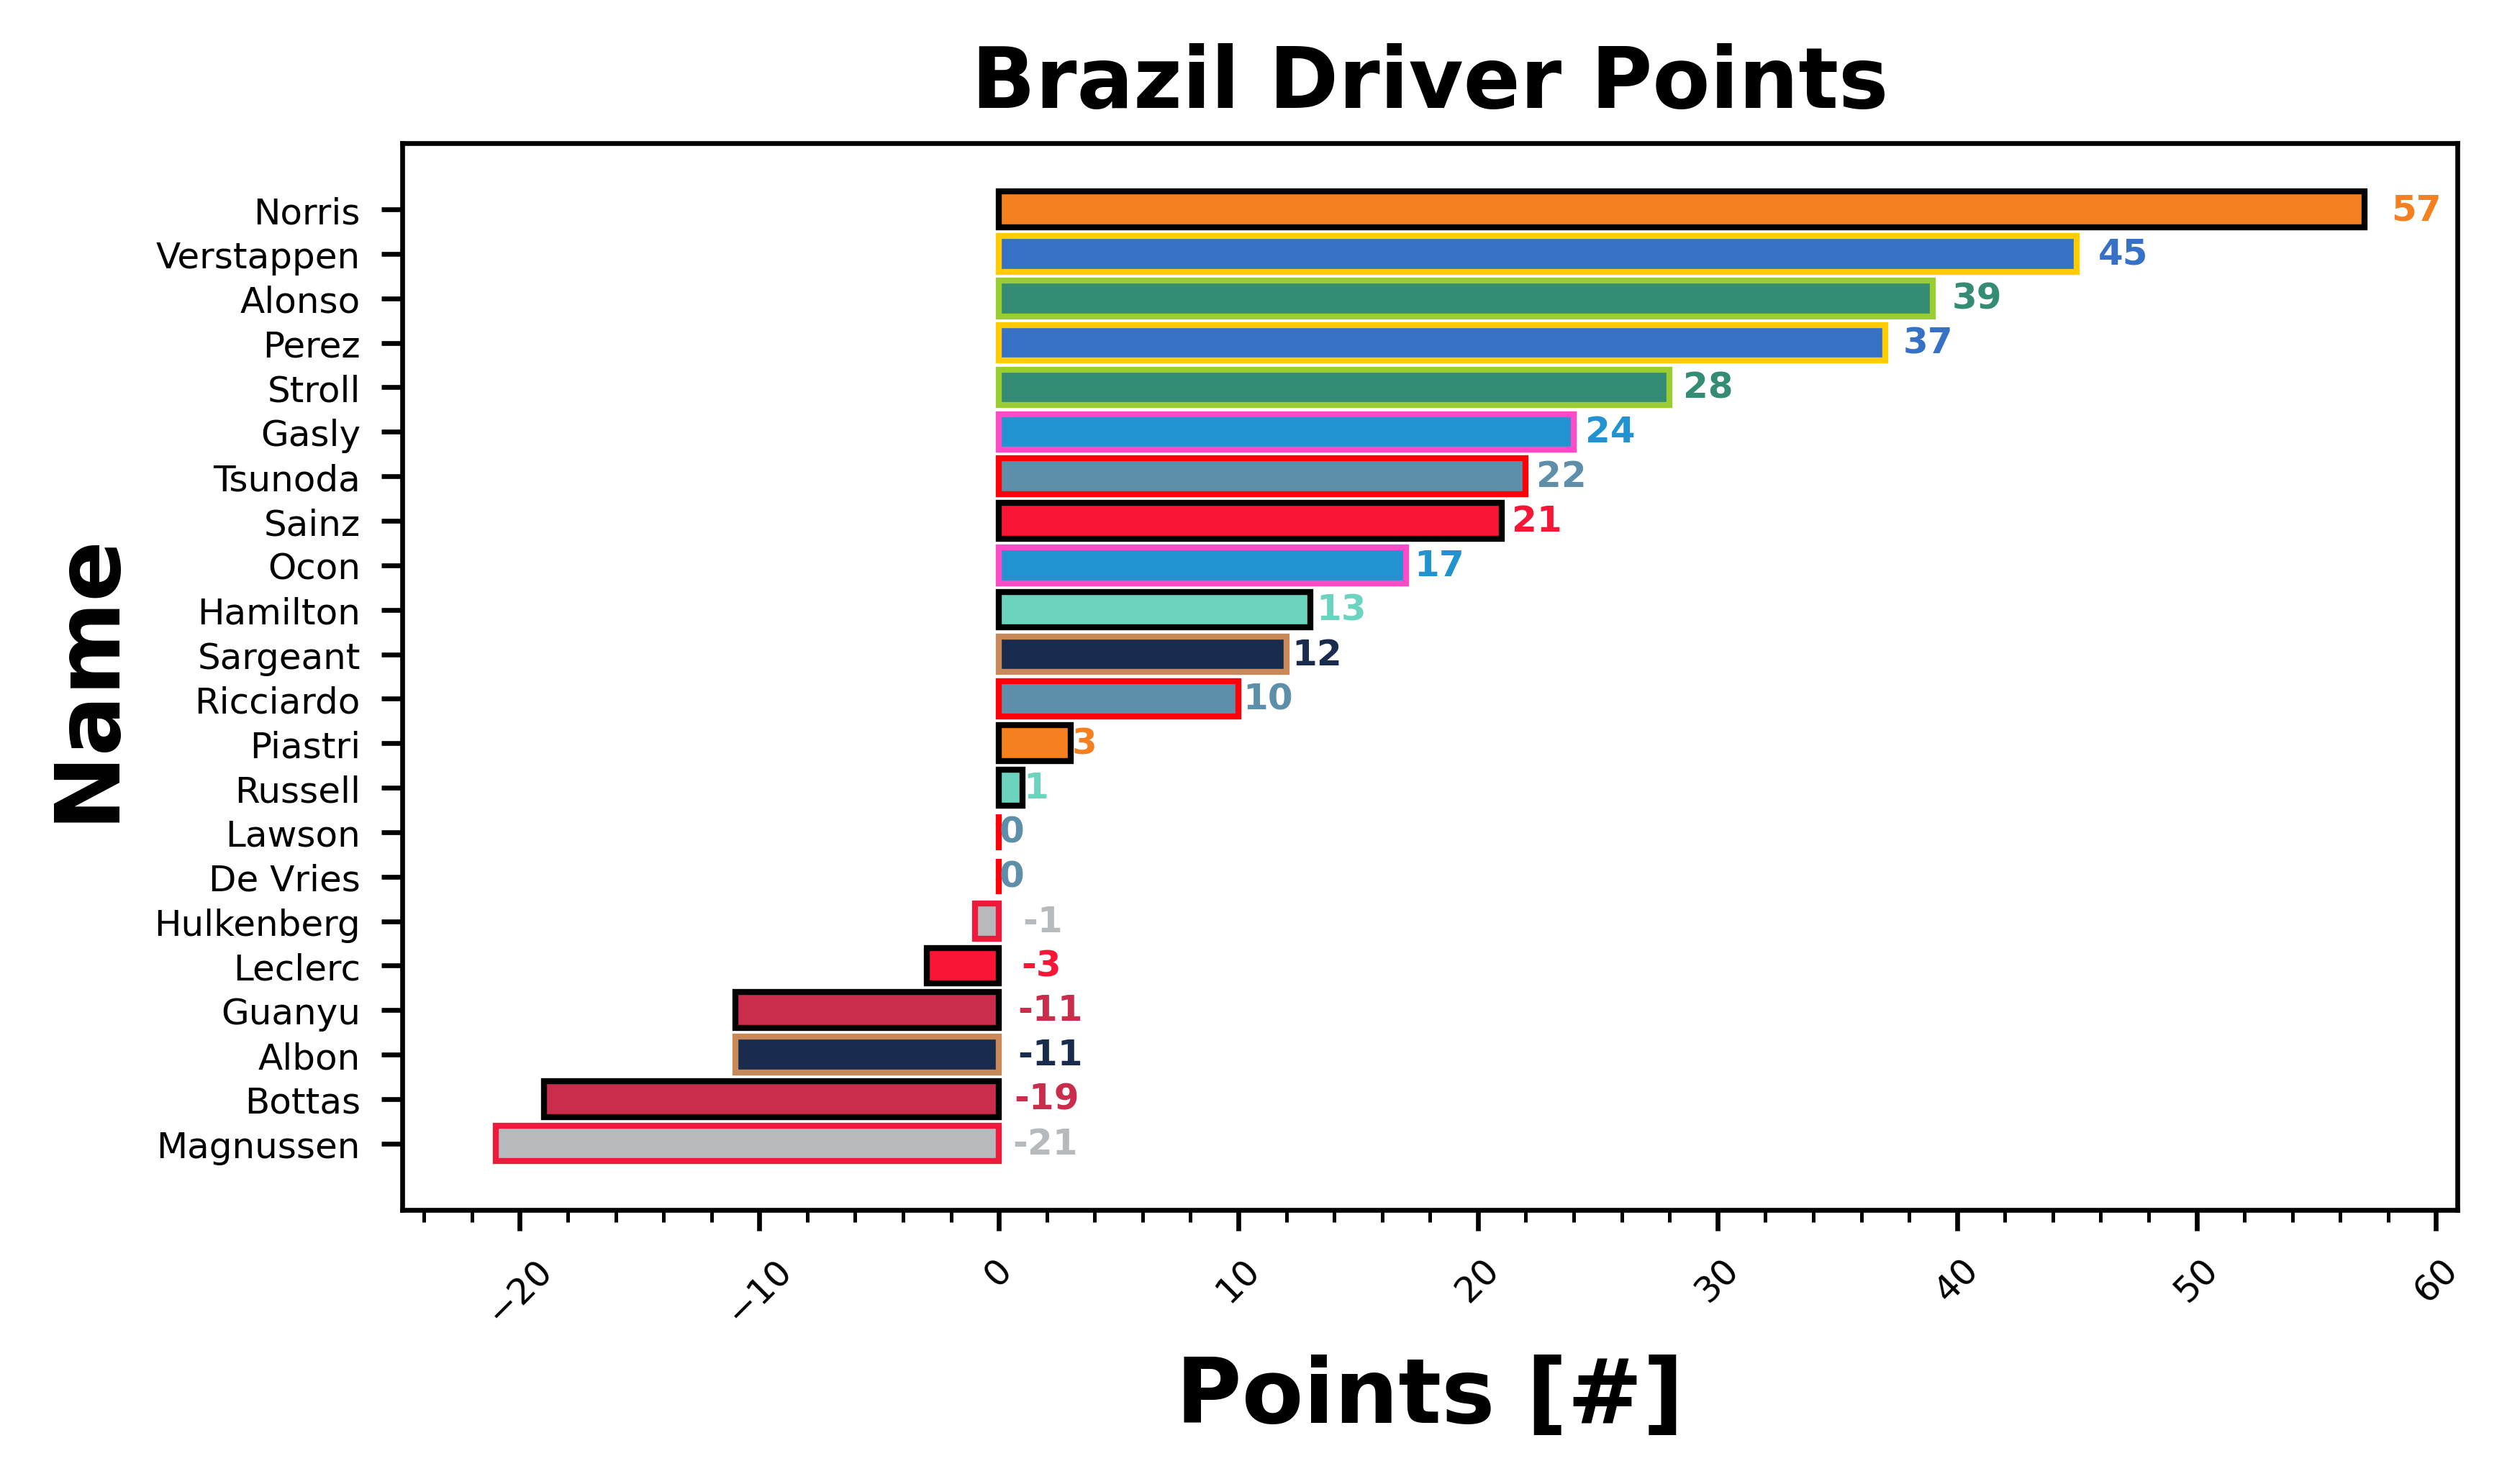 Brazil Driver Points
Name
Norris 57
Verstappen 45
Alonso 39
Perez 37
Stroll 28
Gasly 24
Tsunoda 22
Sainz 21
Ocon 17
Hamilton 13
Sargeant 12
Ricciardo 10
Piastri 3
Russell 1
Lawson 0
De Vries 0
Hulkenberg -1
Leclerc -3
Guanyu -11
Albon -11
Bottas -19
Magnussen -21
−20 −10 0 10 20 30 40 50 60
Points [#]